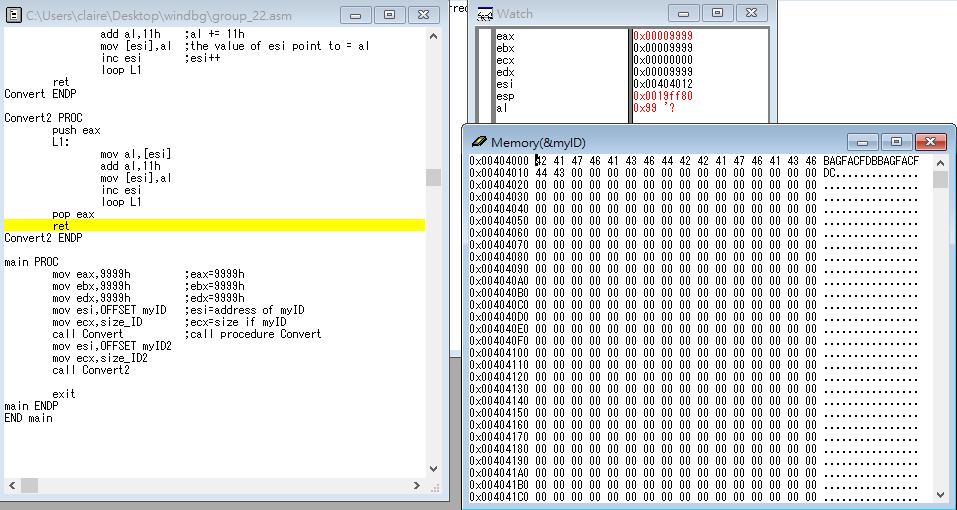 C:\Users\claire\Desktop\windbg\group_22.asm
add al,11h ;al += 11h
mov [esi],al ;the value of esi point to = al
inc esi ;esi++
loop L1
ret
Convert ENDP
Convert2 PROC
push eax
L1:
mov al,[esi]
add al,11h
mov [esi],al
inc esi
loop L1
pop eax
ret
Convert2 ENDP
main PROC
mov eax,9999h ;eax=9999h
mov ebx,9999h ;ebx=9999h
mov edx,9999h ;edx=9999h
mov esi,OFFSET myID ;esi=address of myID
mov ecx,size_ID ;ecx=size if myID
call Convert ;call procedure Convert
mov esi,OFFSET myID2
mov ecx,size_ID2
call Convert2
exit
main ENDP
END main
Watch
eax 0x00009999
ebx 0x00009999
ecx 0x00000000
edx 0x00009999
esi 0x00404012
esp 0x0019ff80
al 0x99 '?
Memory(&myID)
0x00404000 42 41 47 46 41 43 46 44 42 42 41 47 46 41 43 46 BAGFACFDBBAGFACF
0x00404010 44 43 00 00 00 00 00 00 00 00 00 00 00 00 00 00 DC..............
0x00404020 00 00 00 00 00 00 00 00 00 00 00 00 00 00 00 00 ................
0x00404030 00 00 00 00 00 00 00 00 00 00 00 00 00 00 00 00 ................
0x00404040 00 00 00 00 00 00 00 00 00 00 00 00 00 00 00 00 ................
0x00404050 00 00 00 00 00 00 00 00 00 00 00 00 00 00 00 00 ................
0x00404060 00 00 00 00 00 00 00 00 00 00 00 00 00 00 00 00 ................
0x00404070 00 00 00 00 00 00 00 00 00 00 00 00 00 00 00 00 ................
0x00404080 00 00 00 00 00 00 00 00 00 00 00 00 00 00 00 00 ................
0x00404090 00 00 00 00 00 00 00 00 00 00 00 00 00 00 00 00 ................
0x004040A0 00 00 00 00 00 00 00 00 00 00 00 00 00 00 00 00 ................
0x004040B0 00 00 00 00 00 00 00 00 00 00 00 00 00 00 00 00 ................
0x004040C0 00 00 00 00 00 00 00 00 00 00 00 00 00 00 00 00 ................
0x004040D0 00 00 00 00 00 00 00 00 00 00 00 00 00 00 00 00 ................
0x004040E0 00 00 00 00 00 00 00 00 00 00 00 00 00 00 00 00 ................
0x004040F0 00 00 00 00 00 00 00 00 00 00 00 00 00 00 00 00 ................
0x00404100 00 00 00 00 00 00 00 00 00 00 00 00 00 00 00 00 ................
0x00404110 00 00 00 00 00 00 00 00 00 00 00 00 00 00 00 00 ................
0x00404120 00 00 00 00 00 00 00 00 00 00 00 00 00 00 00 00 ................
0x00404130 00 00 00 00 00 00 00 00 00 00 00 00 00 00 00 00 ................
0x00404140 00 00 00 00 00 00 00 00 00 00 00 00 00 00 00 00 ................
0x00404150 00 00 00 00 00 00 00 00 00 00 00 00 00 00 00 00 ................
0x00404160 00 00 00 00 00 00 00 00 00 00 00 00 00 00 00 00 ................
0x00404170 00 00 00 00 00 00 00 00 00 00 00 00 00 00 00 00 ................
0x00404180 00 00 00 00 00 00 00 00 00 00 00 00 00 00 00 00 ................
0x00404190 00 00 00 00 00 00 00 00 00 00 00 00 00 00 00 00 ................
0x004041A0 00 00 00 00 00 00 00 00 00 00 00 00 00 00 00 00 ................
0x004041B0 00 00 00 00 00 00 00 00 00 00 00 00 00 00 00 00 ................
0x004041C0 00 00 00 00 00 00 00 00 00 00 00 00 00 00 00 00 ................